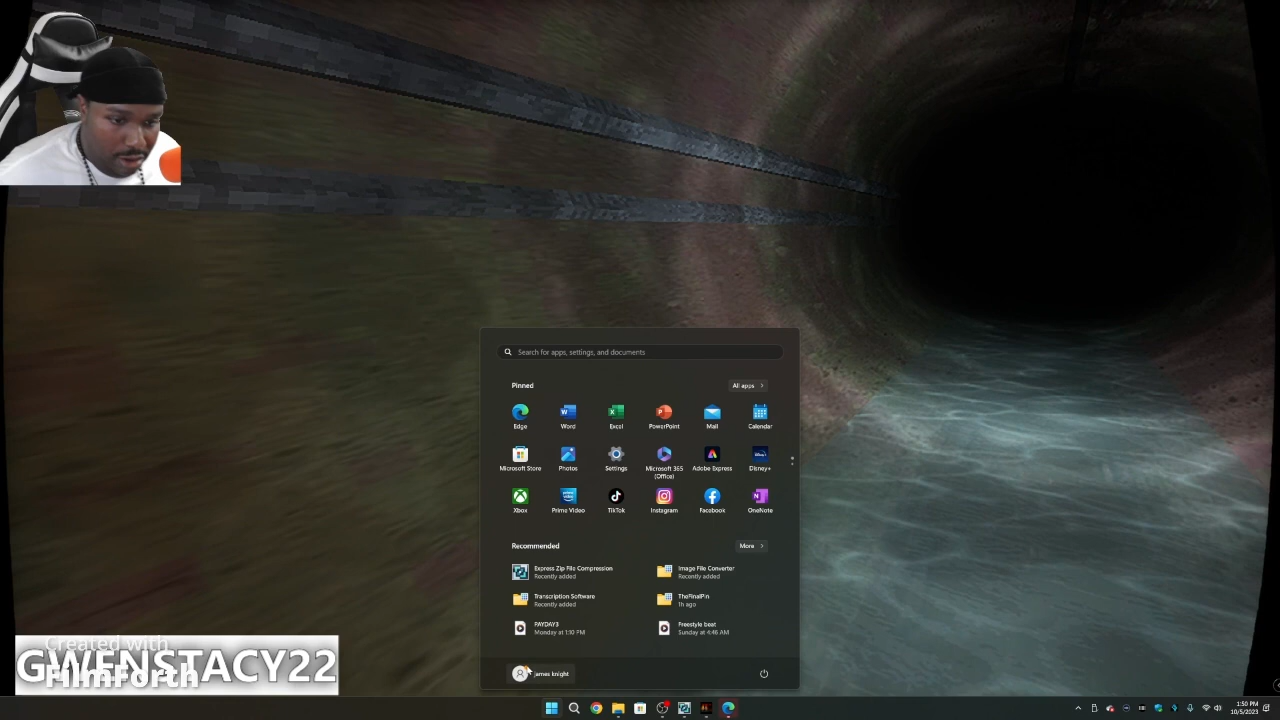 Search for apps, settings, and documents
Pinned
All apps
Edge
Word
Excel
PowerPoint
Mail
Calendar
Microsoft Store
Photos
Settings
Microsoft 365
(Office)
Adobe Express
Disney+
Xbox
Prime Video
TikTok
Instagram
Facebook
OneNote
Recommended
More
Express Zip File Compression
Recently added
Image File Converter
Recently added
Transcription Software
Recently added
TheFinalPin
1h ago
PAYDAY3
Monday at 1:10 PM
Freestyle beat
Sunday at 4:46 AM
james knight
Created with
GWENSTACY22
FilmForth
1:50 PM
10/5/2023